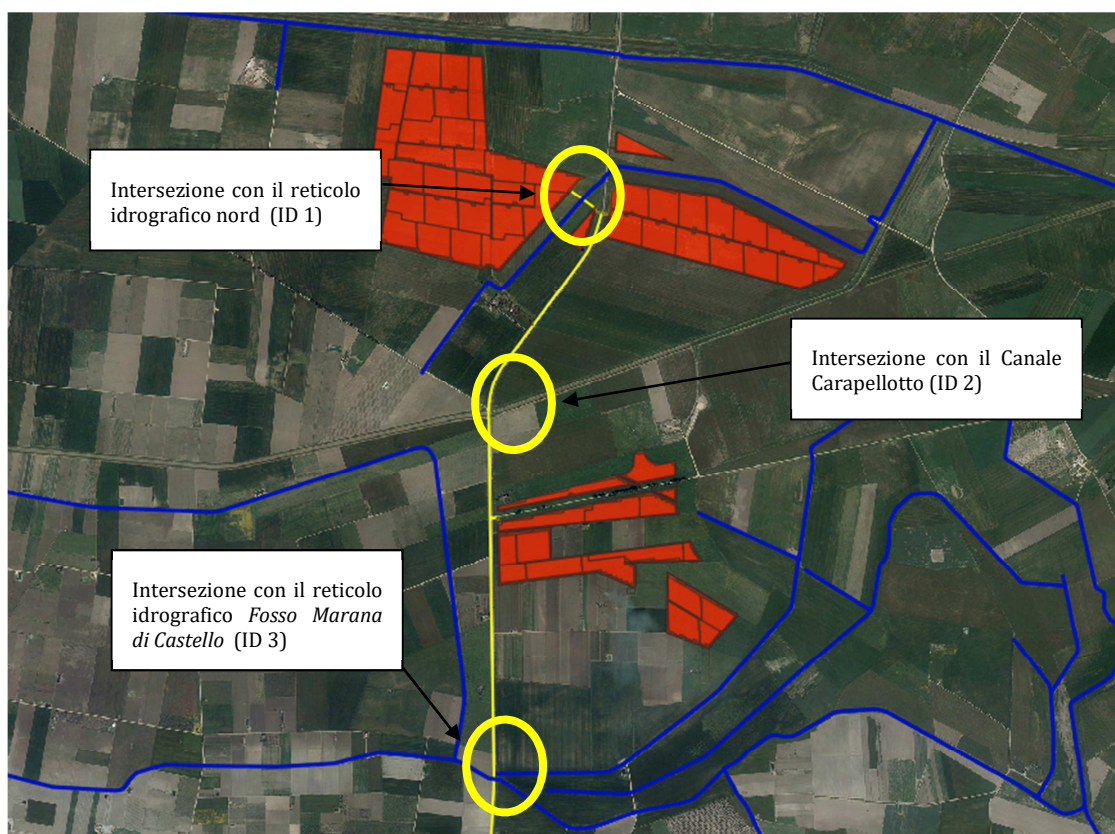 Intersezione con il reticolo
idrografico nord (ID 1)
Intersezione con il Canale
Carapellotto (ID 2)
Intersezione con il reticolo
idrografico Fosso Marana
di Castello (ID 3)